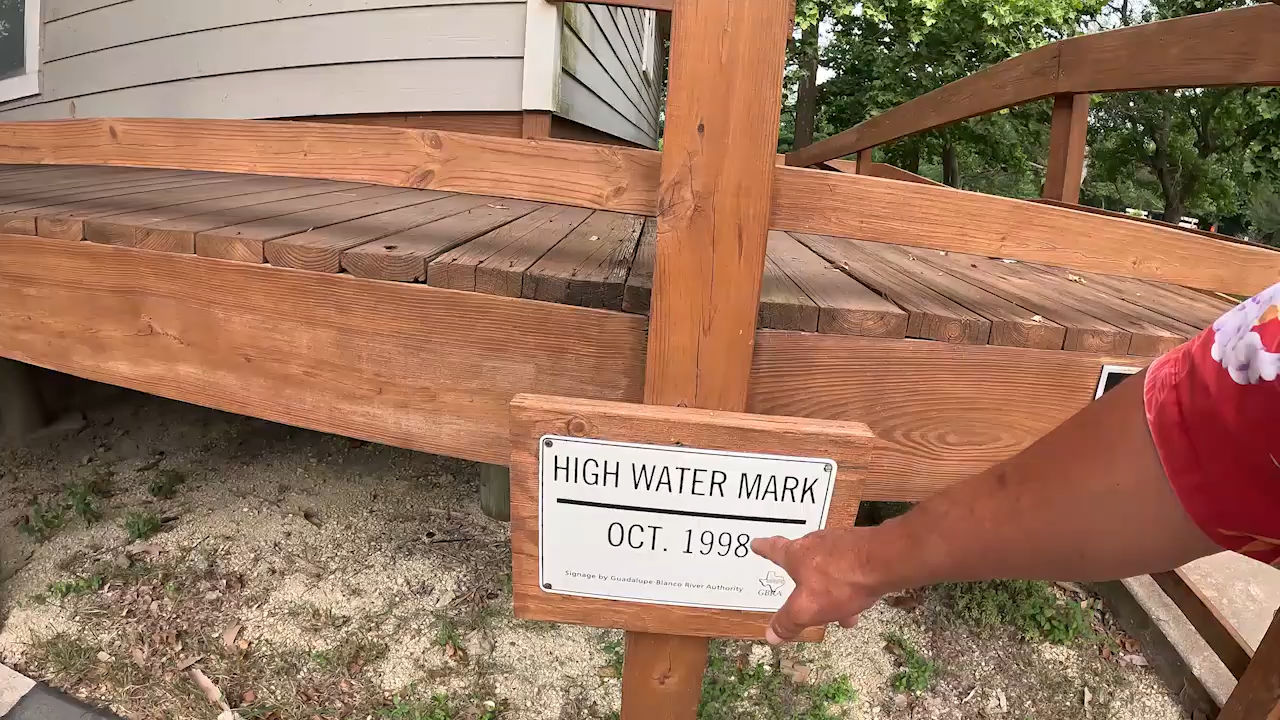 HIGH WATER MARK
OCT. 1998
Signage by Guadalupe-Blanco River Authority
GBRA